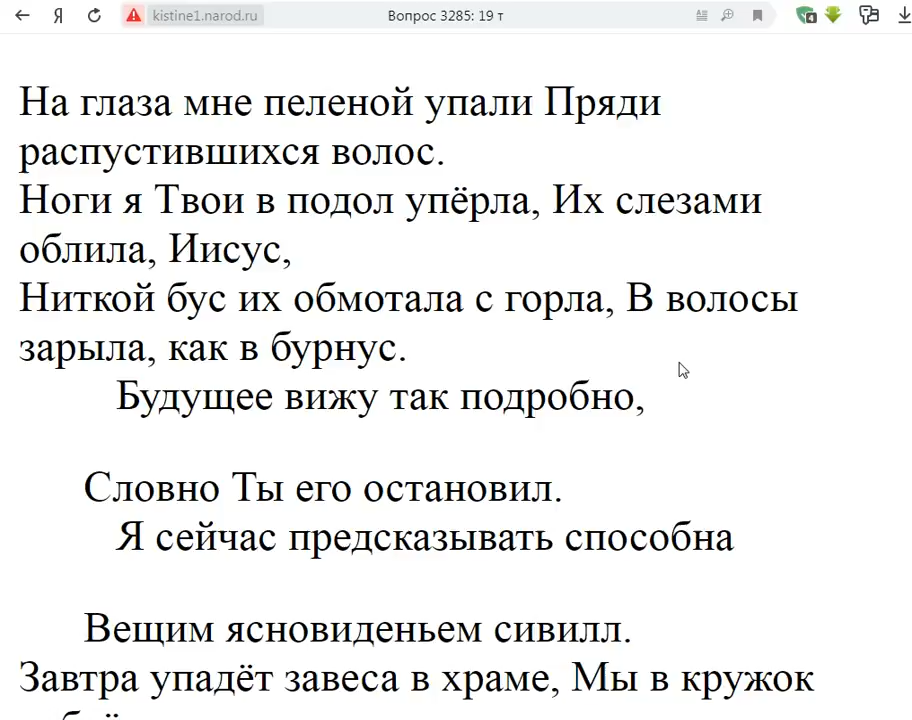 Я
kistine1.narod.ru
Вопрос 3285: 19 т
4
На глаза мне пеленой упали Пряди
распустившихся волос.
Ноги я Твои в подол упёрла, Их слезами
облила, Иисус,
Ниткой бус их обмотала с горла, В волосы
зарыла, как в бурнус.
Будущее вижу так подробно,
Словно Ты его остановил.
Я сейчас предсказывать способна
Вещим ясновиденьем сивилл.
Завтра упадёт завеса в храме, Мы в кружок